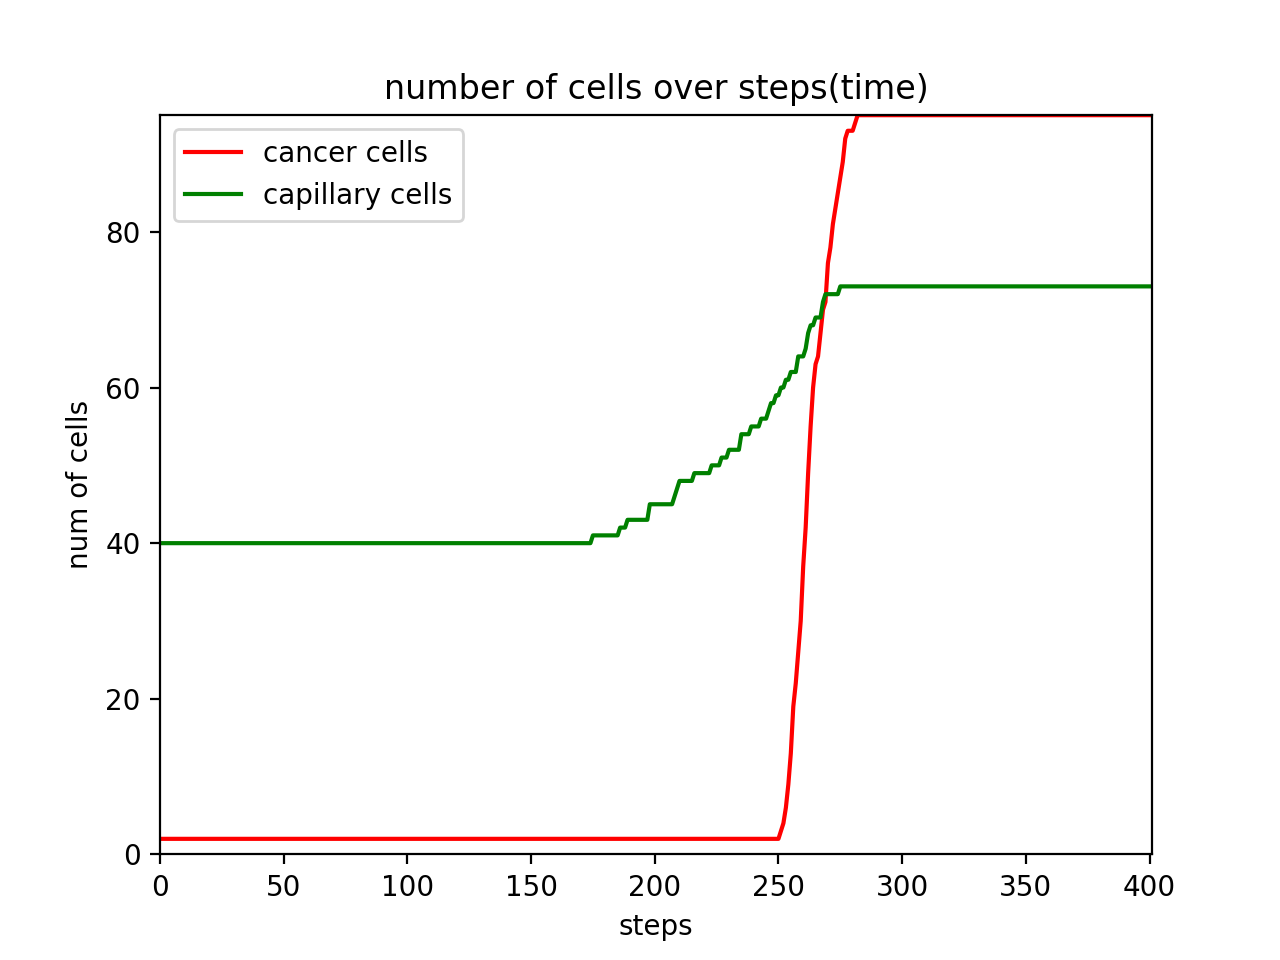 number of cells over steps(time)
cancer cells
capillary cells
80
60
40
20
0
num of cells
0 50 100 150 200 250 300 350 400
steps